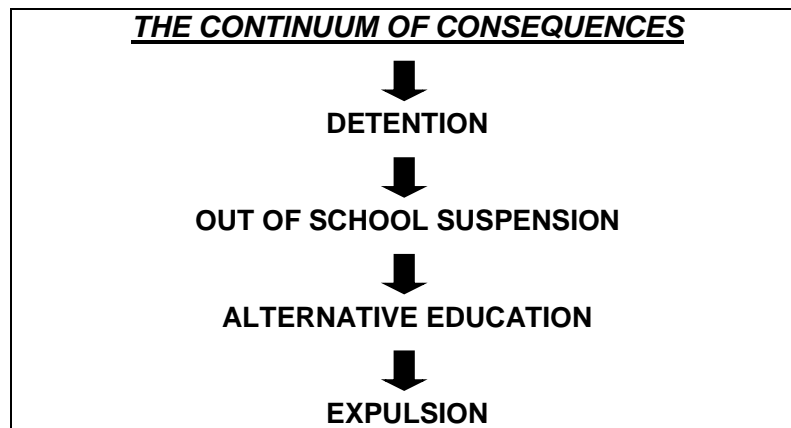 THE CONTINUUM OF CONSEQUENCES
DETENTION
OUT OF SCHOOL SUSPENSION
ALTERNATIVE EDUCATION
EXPULSION